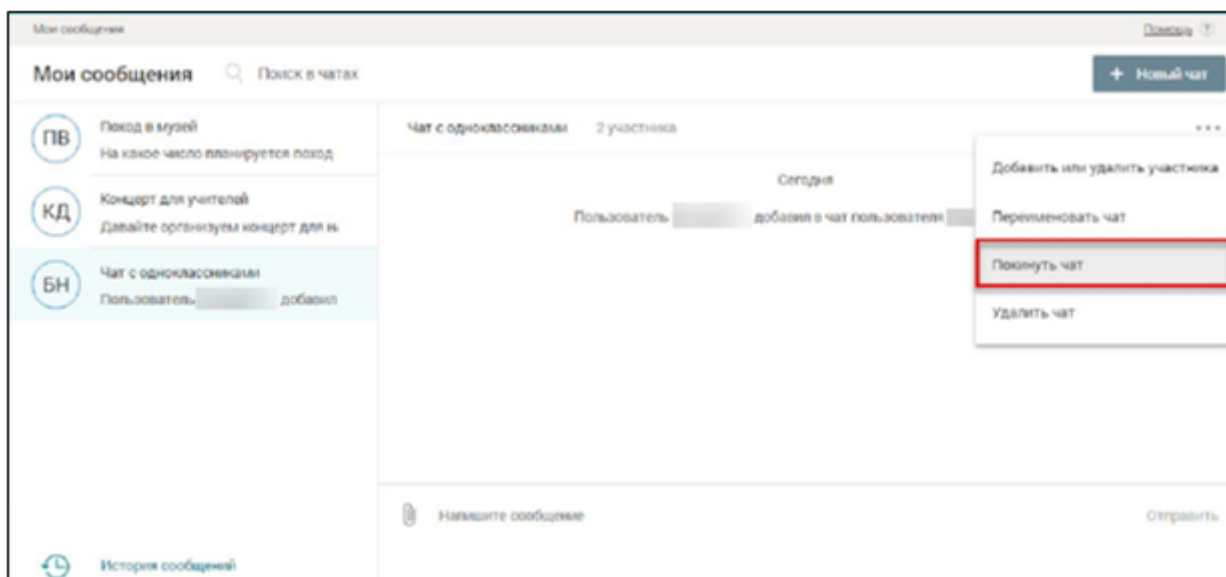 Мои сообщения
Помощь ?
Мои сообщения
Поиск в чатах
+ Новый чат
ПВ
Поход в музей
На какое число планируется поход
КД
Концерт для учителей
Давайте организуем концерт для н
БН
Чат с одноклассниками
Пользователь добавил
История сообщений
Чат с одноклассниками 2 участника
Сегодня
Пользователь добавил в чат пользователя
Добавить или удалить участника
Переименовать чат
Покинуть чат
Удалить чат
Напишите сообщение
Отправить